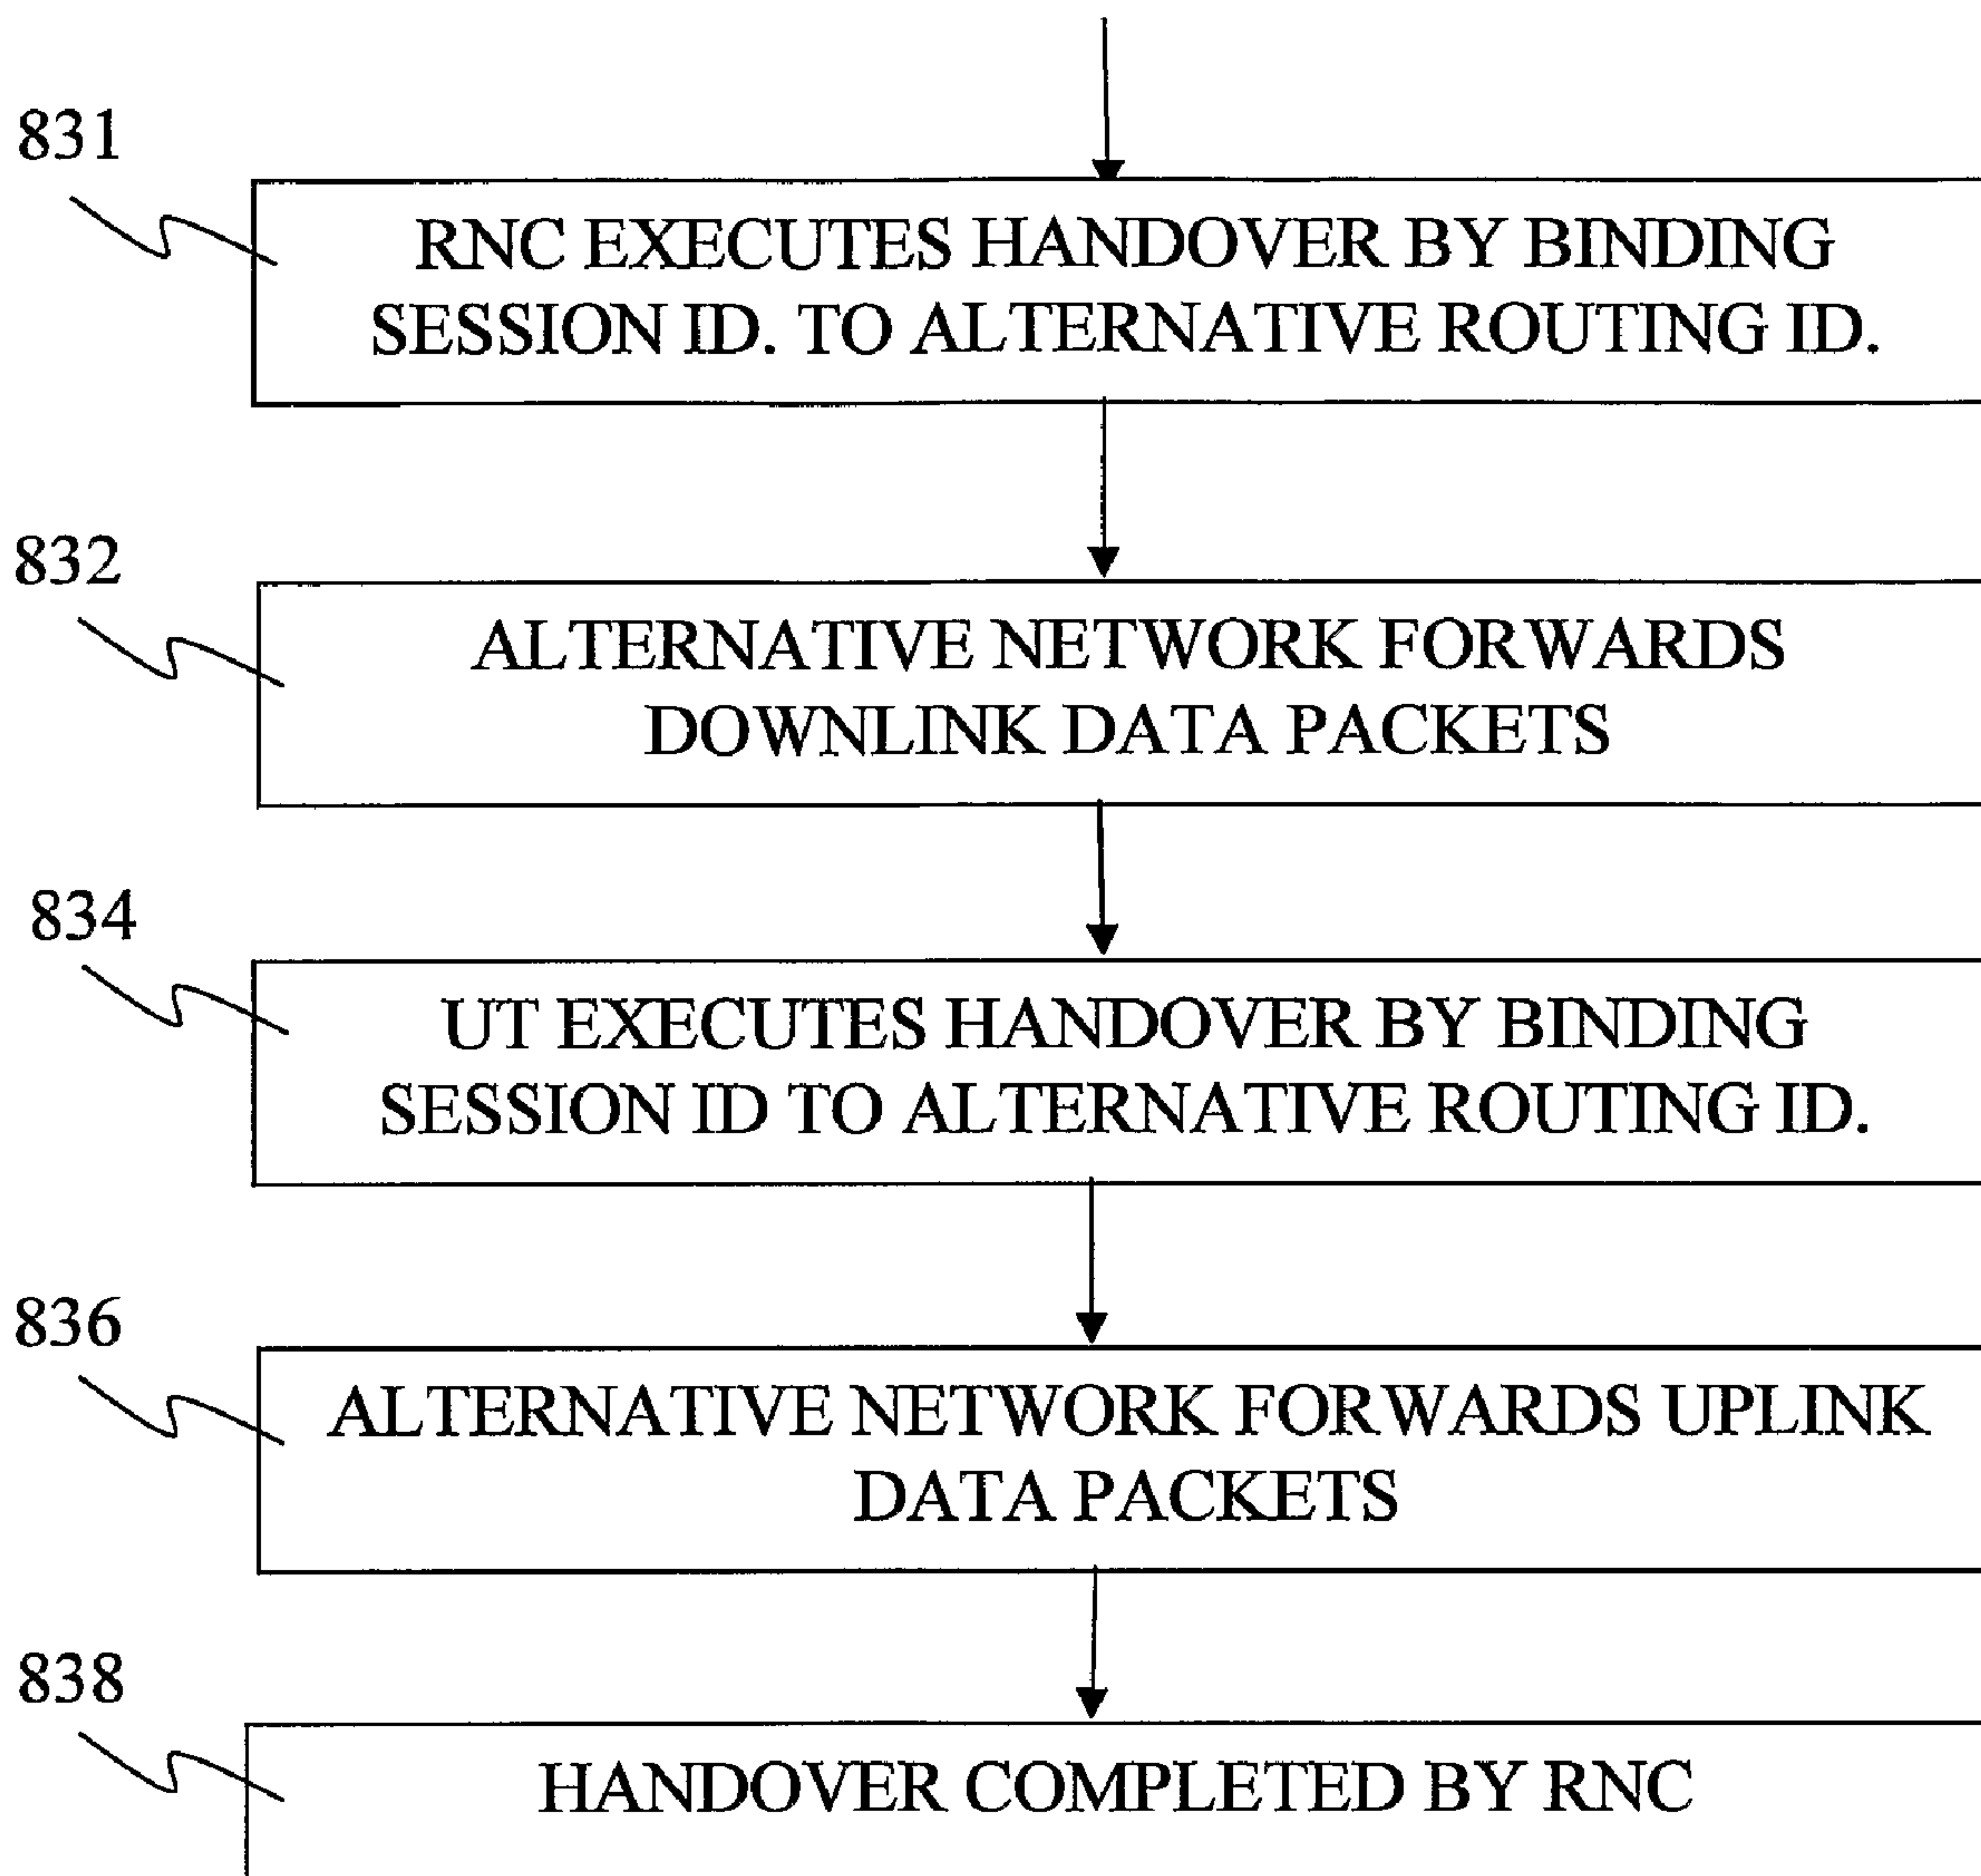 831
RNC EXECUTES HANDOVER BY BINDING
SESSION ID. TO ALTERNATIVE ROUTING ID.
832
ALTERNATIVE NETWORK FORWARDS
DOWNLINK DATA PACKETS
834
UT EXECUTES HANDOVER BY BINDING
SESSION ID TO ALTERNATIVE ROUTING ID.
836
ALTERNATIVE NETWORK FORWARDS UPLINK
DATA PACKETS
838
HANDOVER COMPLETED BY RNC